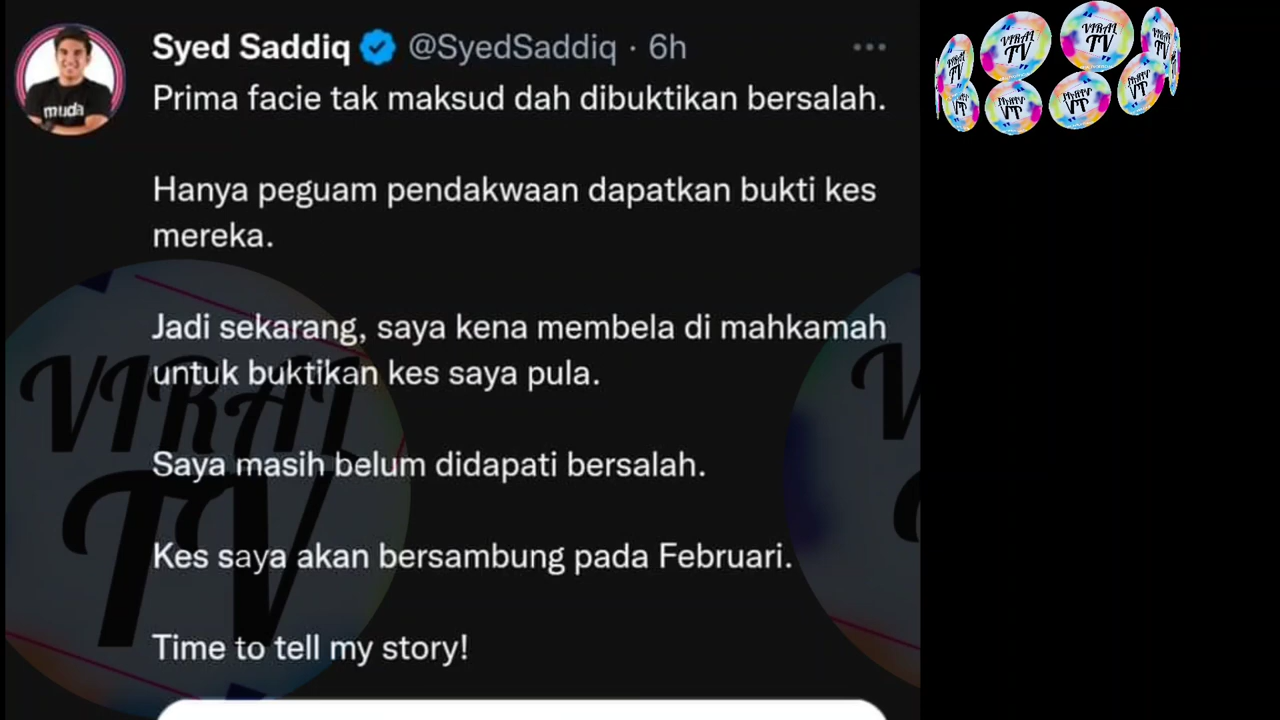 Syed Saddiq @SyedSaddiq · 6h
Prima facie tak maksud dah dibuktikan bersalah.
Hanya peguam pendakwaan dapatkan bukti kes
mereka.
Jadi sekarang, saya kena membela di mahkamah
untuk buktikan kes saya pula.
Saya masih belum didapati bersalah.
Kes saya akan bersambung pada Februari.
Time to tell my story!
muda
VIRAL
TV
VIRAL
TV
VIRAL
TV